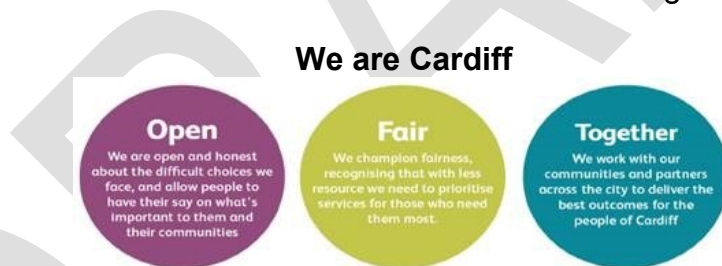 We are Cardiff
Open
We are open and honest
about the difficult choices we
face, and allow people to
have their say on what's
important to them and
their communities
Fair
We champion fairness,
recognising that with less
resource we need to prioritise
services for those who need
them most.
Together
We work with our
communities and partners
across the city to deliver the
best outcomes for the
people of Cardiff